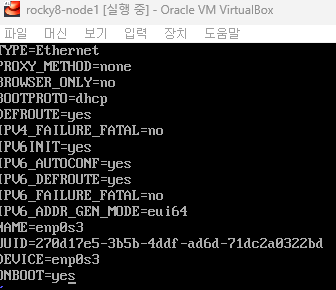 rocky8-node1 [실행 중] - Oracle VM VirtualBox
파일 머신 보기 입력 장치 도움말
TYPE=Ethernet
PROXY_METHOD=none
BROWSER_ONLY=no
BOOTPROTO=dhcp
DEFROUTE=yes
IPV4_FAILURE_FATAL=no
IPV6INIT=yes
IPV6_AUTOCONF=yes
IPV6_DEFROUTE=yes
IPV6_FAILURE_FATAL=no
IPV6_ADDR_GEN_MODE=eui64
NAME=enp0s3
UUID=270d17e5-3b5b-4ddf-ad6d-71dc2a0322bd
DEVICE=enp0s3
ONBOOT=yes